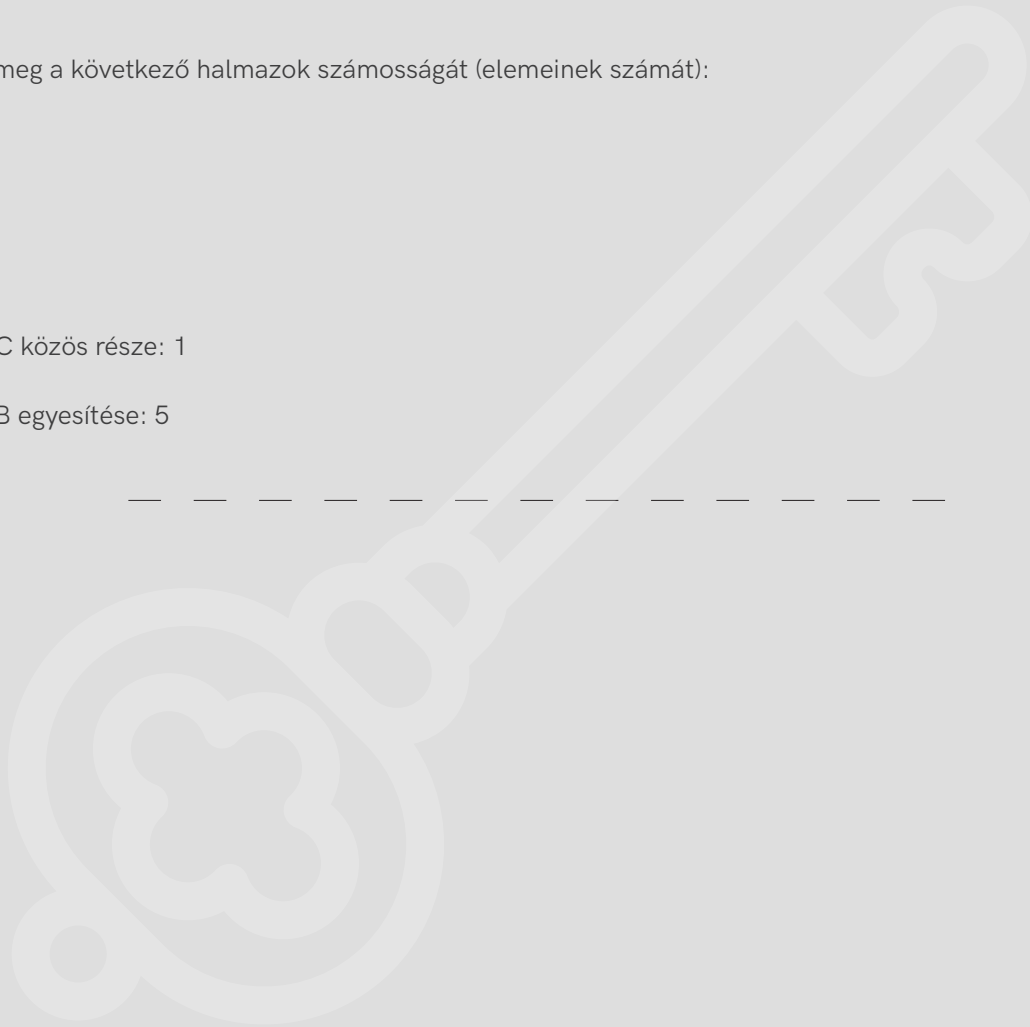 meg a következő halmazok számosságát (elemeinek számát):
C közös része: 1
B egyesítése: 5